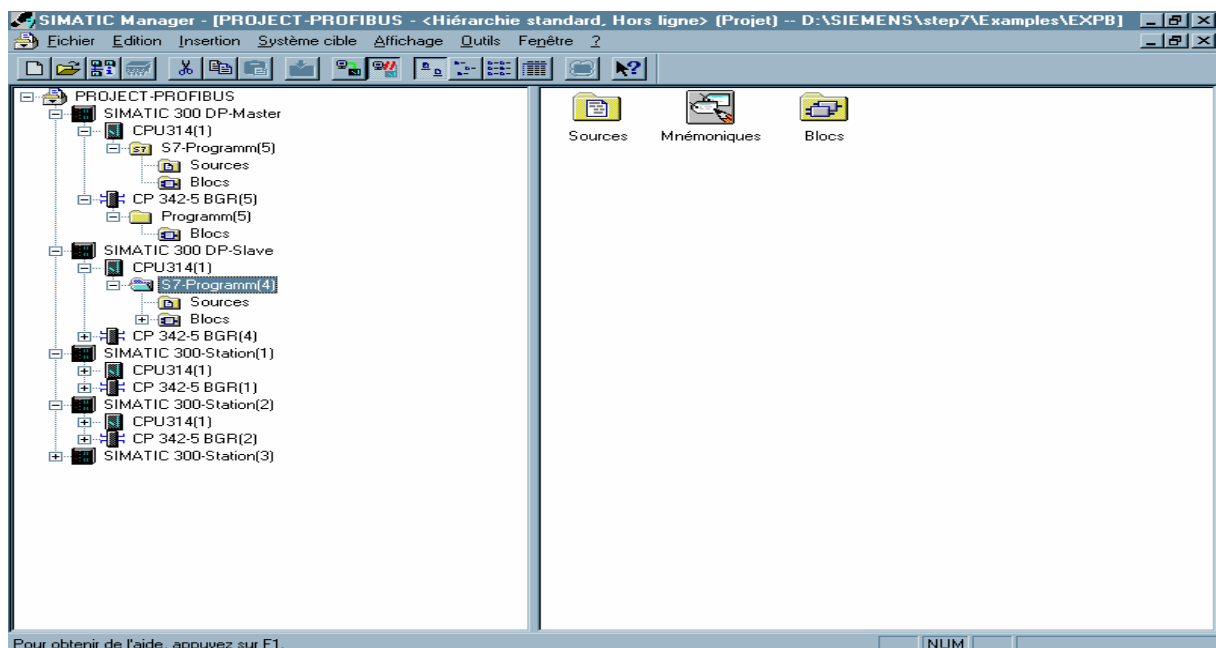 SIMATIC Manager - [PROJECT-PROFIBUS - <Hiérarchie standard, Hors ligne> (Projet) -- D:\SIEMENS\step7\Examples\EXPB]
Eichier Edition Insertion Système cible Affichage Outils Fenêtre ?
PROJECT-PROFIBUS
SIMATIC 300 DP-Master
CPU314(1)
S7-Programm(5)
Sources
Blocs
CP 342-5 BGR(5)
Programm(5)
Blocs
SIMATIC 300 DP-Slave
CPU314(1)
S7-Programm(4)
Sources
Blocs
CP 342-5 BGR(4)
SIMATIC 300-Station(1)
CPU314(1)
CP 342-5 BGR(1)
SIMATIC 300-Station(2)
CPU314(1)
CP 342-5 BGR(2)
SIMATIC 300-Station(3)
Sources Mnémoniques Blocs
Pour obtenir de l'aide, appuyez sur F1. NUM